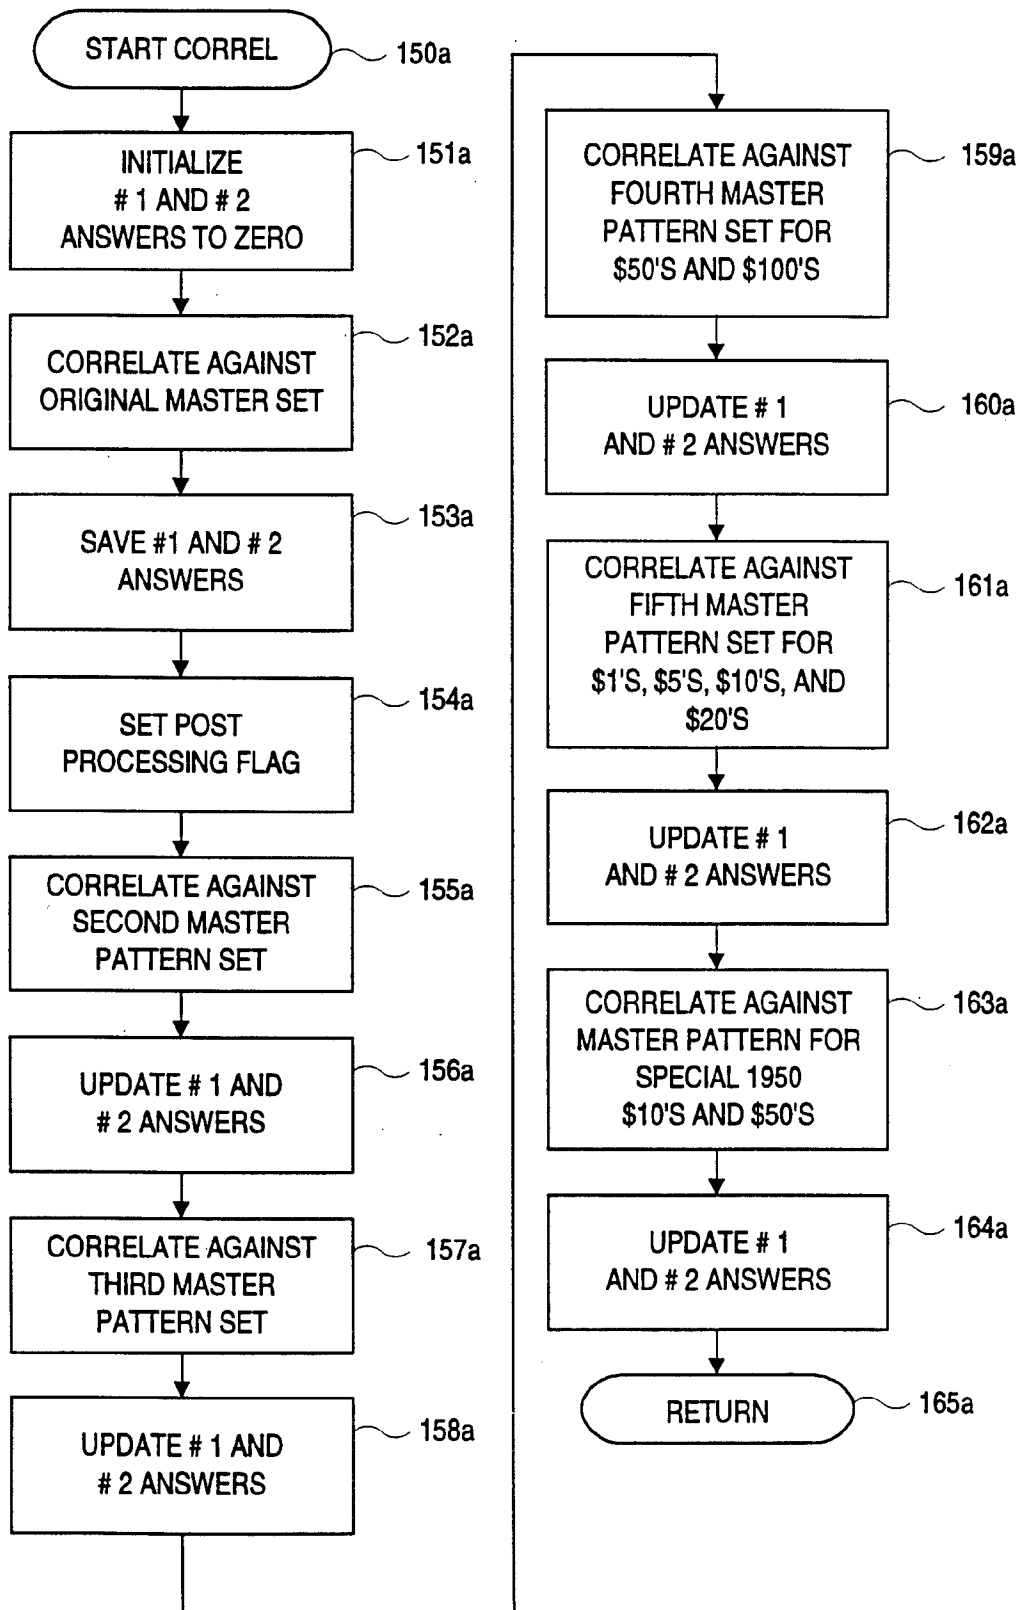 START CORREL
150a
INITIALIZE
# 1 AND # 2
ANSWERS TO ZERO
151a
CORRELATE AGAINST
ORIGINAL MASTER SET
152a
SAVE #1 AND # 2
ANSWERS
153a
SET POST
PROCESSING FLAG
154a
CORRELATE AGAINST
SECOND MASTER
PATTERN SET
155a
UPDATE # 1 AND
# 2 ANSWERS
156a
CORRELATE AGAINST
THIRD MASTER
PATTERN SET
157a
UPDATE # 1 AND
# 2 ANSWERS
158a
CORRELATE AGAINST
FOURTH MASTER
PATTERN SET FOR
$50'S AND $100'S
159a
UPDATE # 1
AND # 2 ANSWERS
160a
CORRELATE AGAINST
FIFTH MASTER
PATTERN SET FOR
$1'S, $5'S, $10'S, AND
$20'S
161a
UPDATE # 1
AND # 2 ANSWERS
162a
CORRELATE AGAINST
MASTER PATTERN FOR
SPECIAL 1950
$10'S AND $50'S
163a
UPDATE # 1
AND # 2 ANSWERS
164a
RETURN
165a